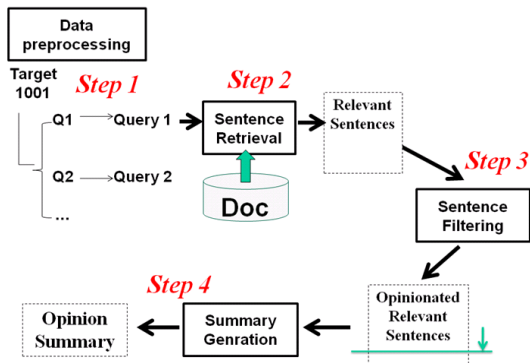 Data
preprocessing
Target
1001
Step 1
Q1
Query 1
Q2
Query 2
...
Step 2
Sentence
Retrieval
Doc
Relevant
Sentences
Step 3
Sentence
Filtering
Opinionated
Relevant
Sentences
Step 4
Summary
Genration
Opinion
Summary